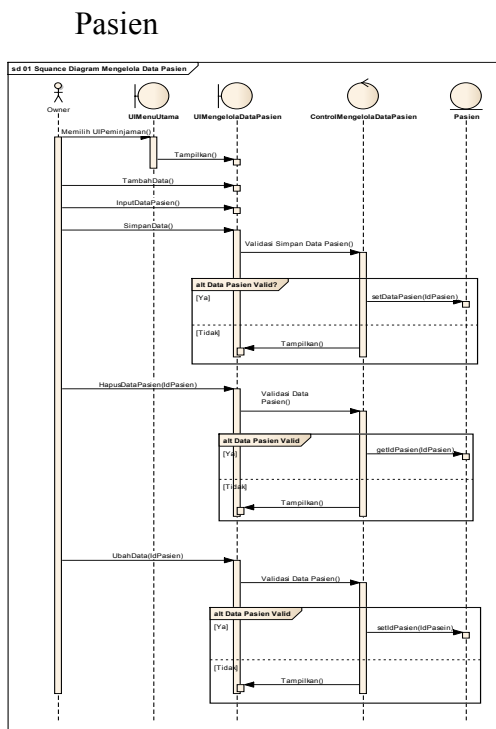 Pasien
sd 01 Squance Diagram Mengelola Data Pasien
Owner
UIMenuUtama
UIMengelolaDataPasien
ControlMengelolaDataPasien
Pasien
Memilih UIPeminjaman()
Tampilkan()
TambahData()
InputDataPasien()
SimpanData()
Validasi Simpan Data Pasien()
alt Data Pasien Valid?
[Ya]
setDataPasien(IdPasien)
[Tidak]
Tampilkan()
HapusDataPasien(IdPasien)
Validasi Data
Pasien()
alt Data Pasien Valid
[Ya]
getIdPasien(IdPasien)
[Tidak]
Tampilkan()
UbahData(IdPasien)
Validasi Data Pasien()
alt Data Pasien Valid
[Ya]
setIdPasien(IdPasein)
[Tidak]
Tampilkan()